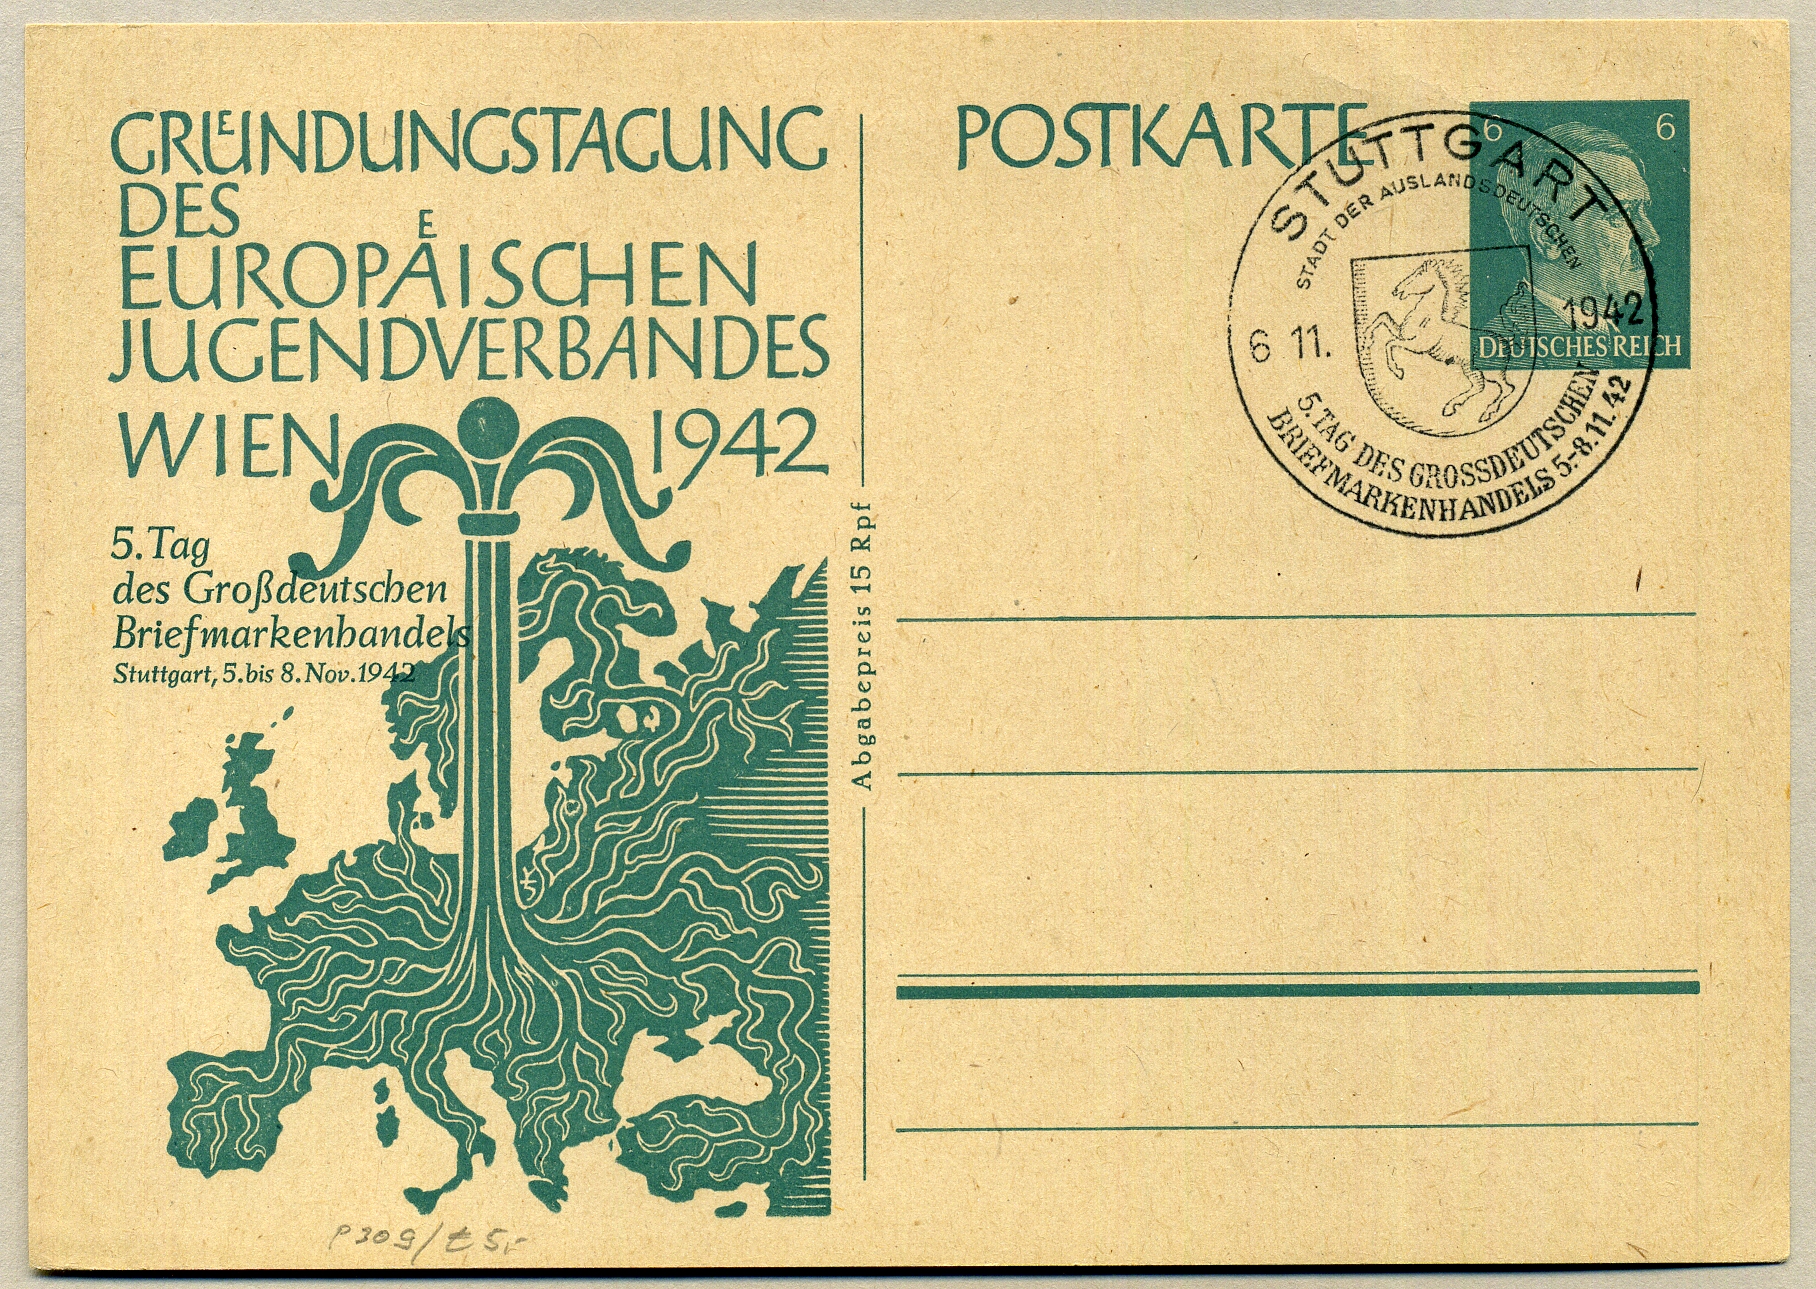 GRÜNDUNGSTAGUNG
DES
EUROPÄISCHEN
JUGENDVERBANDES
WIEN 1942
5. Tag
des Großdeutschen
Briefmarkenhandels
Stuttgart, 5. bis 8. Nov. 1942
Abgabepreis 15 Rpf
POSTKARTE
6 6
DEUTSCHES REICH
STUTTGART
STADT DER AUSLANDSDEUTSCHEN
6 11. 1942
5. TAG DES GROSSDEUTSCHEN
BRIEFMARKENHANDELS 5.-8.11.42
P309/
5,-